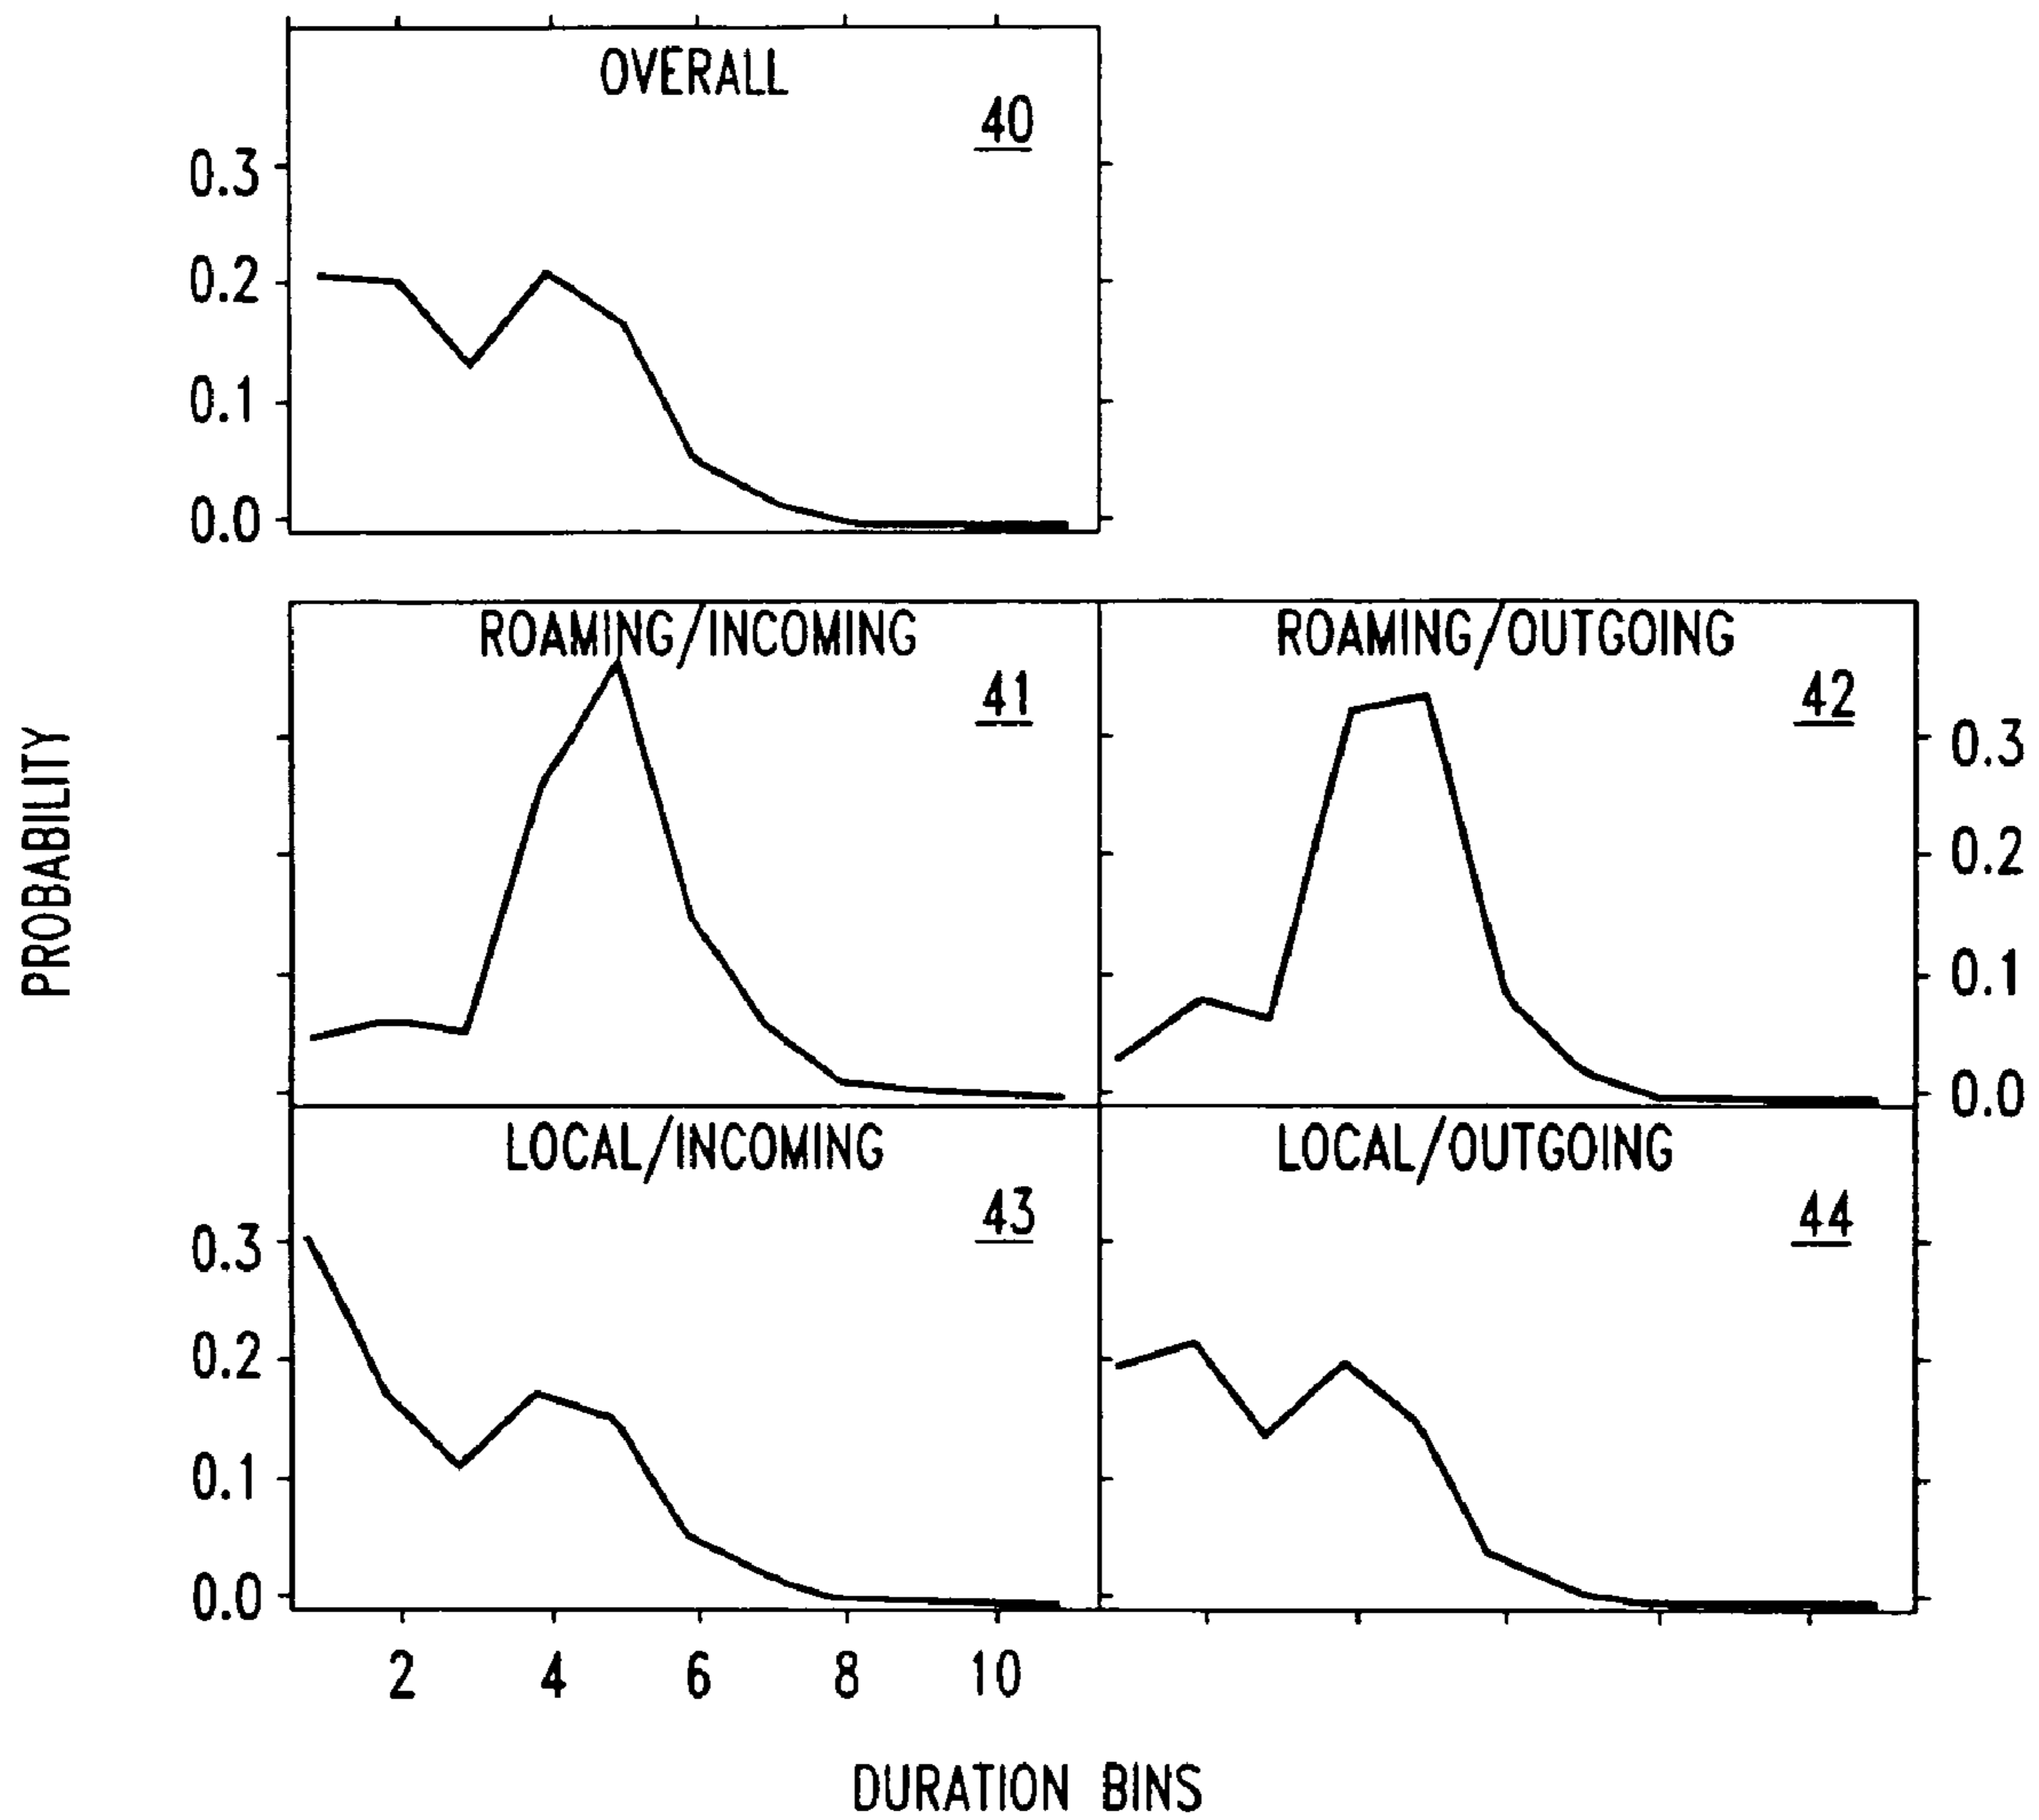 OVERALL
40
0.3
0.2
0.1
0.0
ROAMING/INCOMING
41
ROAMING/OUTGOING
42
0.3
0.2
0.1
0.0
PROBABILITY
LOCAL/INCOMING
43
LOCAL/OUTGOING
44
0.3
0.2
0.1
0.0
2 4 6 8 10
DURATION BINS